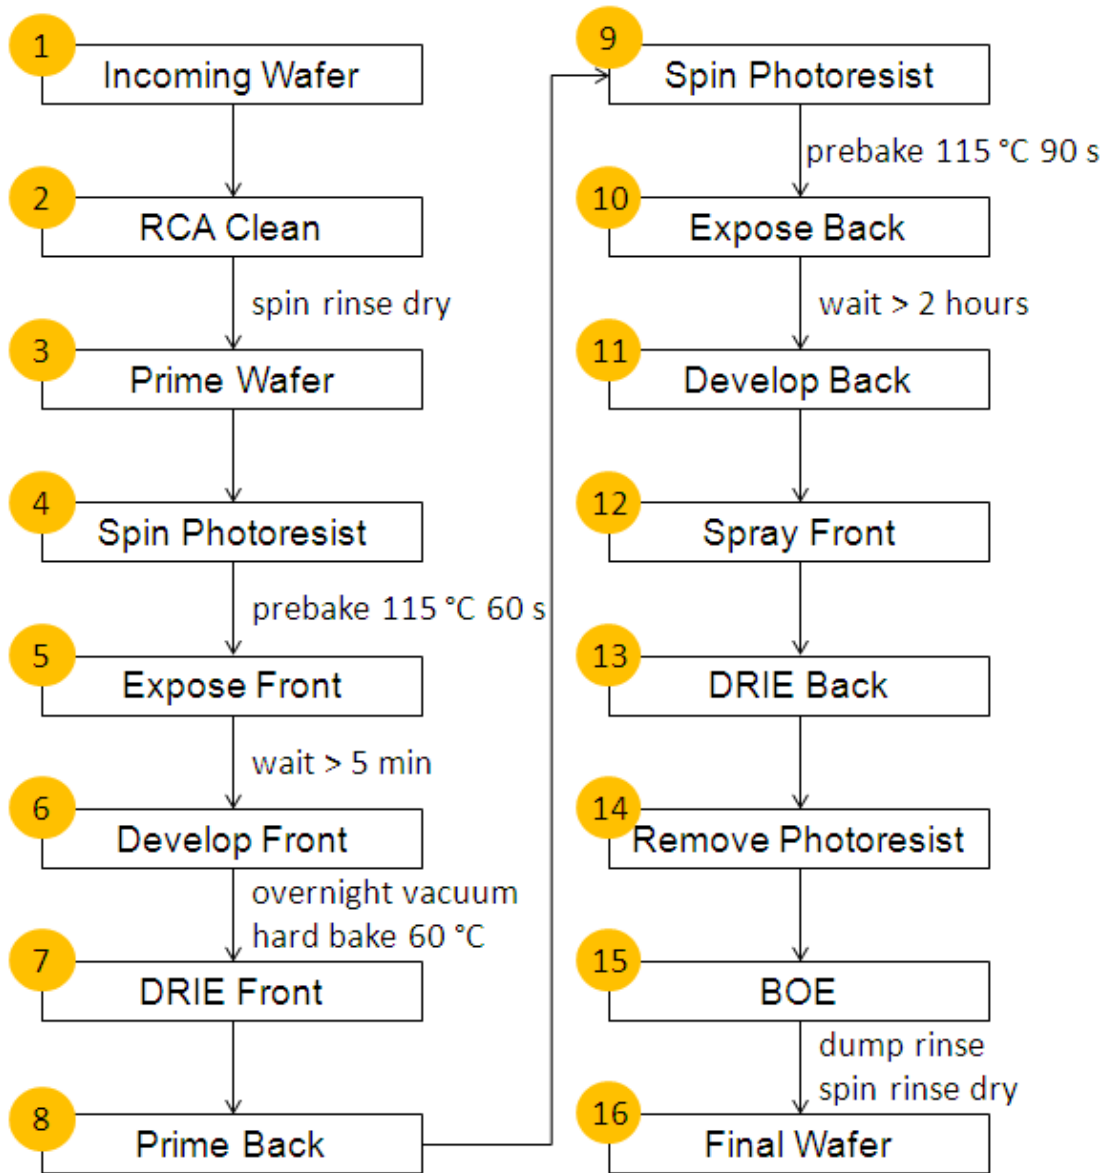 1
Incoming Wafer
2
RCA Clean
spin rinse dry
3
Prime Wafer
4
Spin Photoresist
prebake 115 °C 60 s
5
Expose Front
wait > 5 min
6
Develop Front
overnight vacuum
hard bake 60 °C
7
DRIE Front
8
Prime Back
9
Spin Photoresist
prebake 115 °C 90 s
10
Expose Back
wait > 2 hours
11
Develop Back
12
Spray Front
13
DRIE Back
14
Remove Photoresist
15
BOE
dump rinse
spin rinse dry
16
Final Wafer